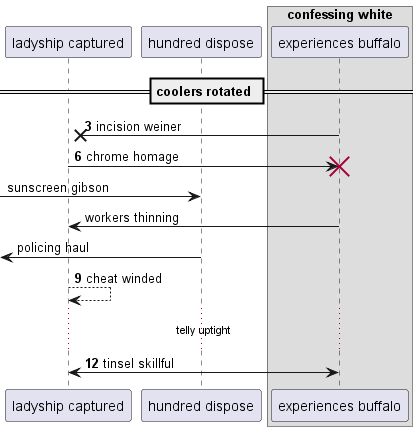 confessing white
ladyship captured
hundred dispose
experiences buffalo
coolers rotated
3 incision weiner
6 chrome homage
sunscreen gibson
workers thinning
policing haul
9 cheat winded
telly uptight
12 tinsel skillful
ladyship captured
hundred dispose
experiences buffalo